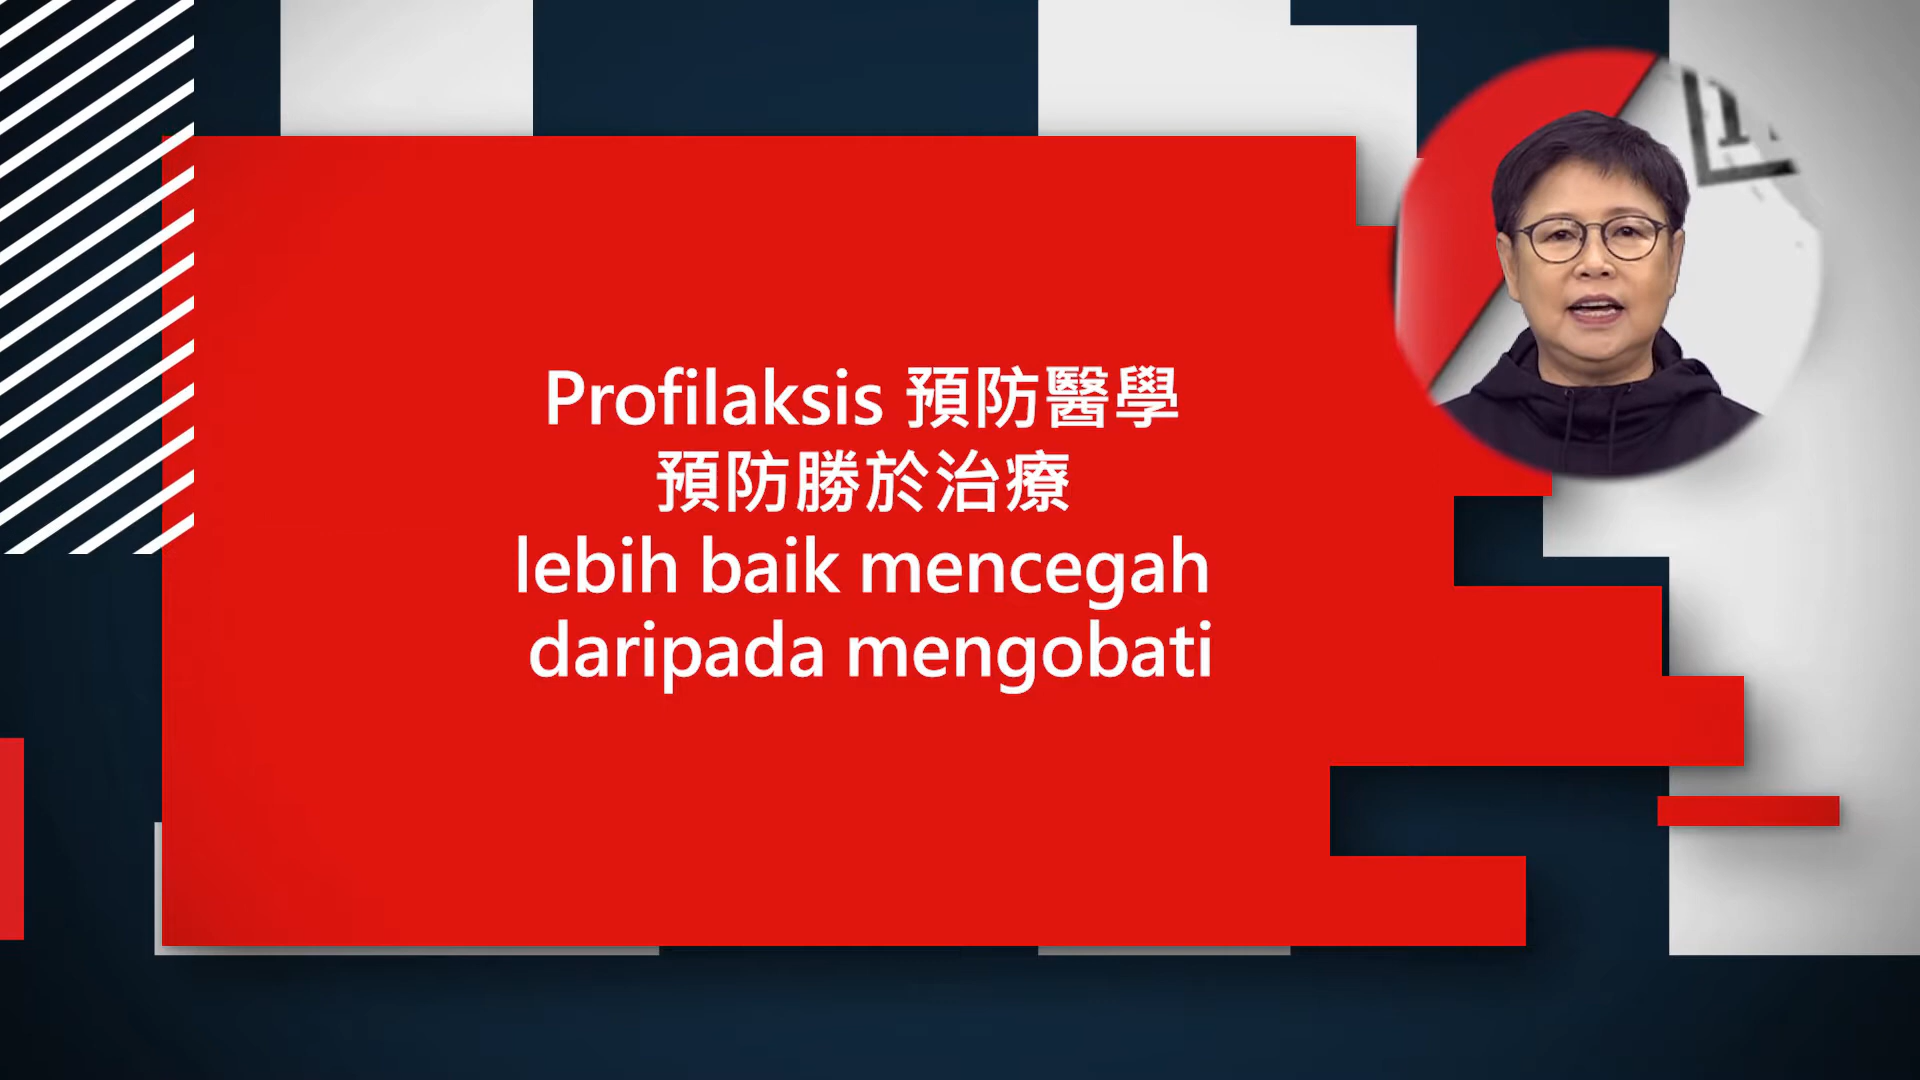 Profilaksis 預防醫學
預防勝於治療
lebih baik mencegah
daripada mengobati